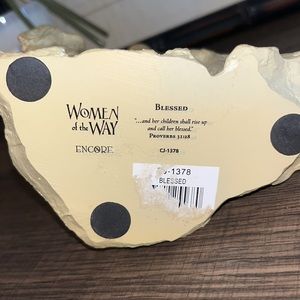 WOMEN
of the WAY
ENCORE
BLESSED
"...and her children shall rise up
and call her blessed."
PROVERBS 31:28
CJ-1378
-1378
BLESSED